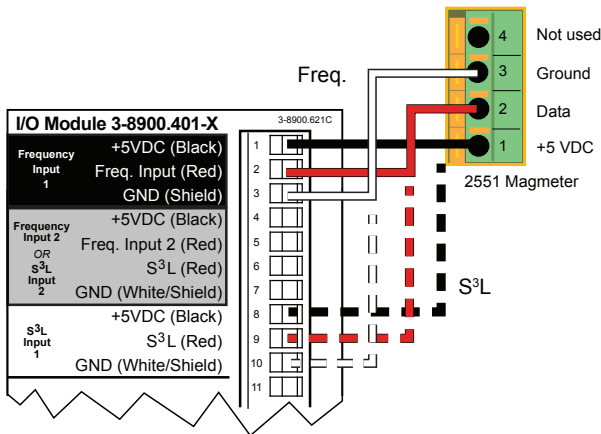 4 Not used
Freq.
3 Ground
I/O Module 3-8900.401-X
3-8900.621C
2 Data
1 +5 VDC
2551 Magmeter
Frequency
Input
1
+5VDC (Black)
Freq. Input (Red)
GND (Shield)
1
2
3
Frequency
Input 2
OR
S³L
Input
2
+5VDC (Black)
Freq. Input 2 (Red)
S³L (Red)
GND (White/Shield)
4
5
6
7
S³L
S³L
Input
1
+5VDC (Black)
S³L (Red)
GND (White/Shield)
8
9
10
11